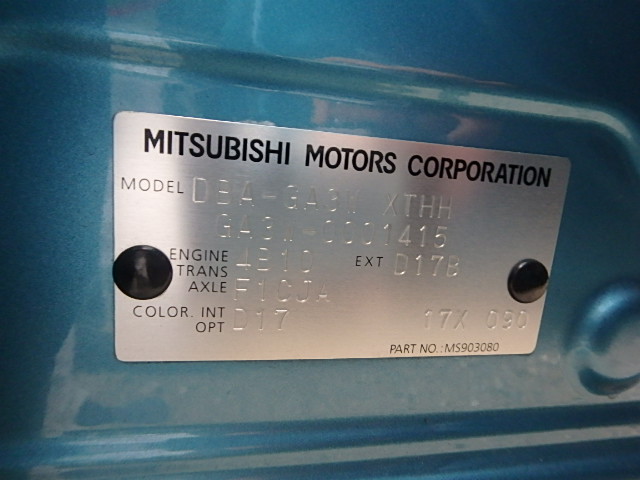 MITSUBISHI MOTORS CORPORATION
MODEL DBA-GA3W XTHH
GA3W-0001415
ENGINE 4B10 EXT D17B
TRANS
AXLE F1CJA
COLOR. INT D17 17X 090
OPT
PART NO.: MS903080